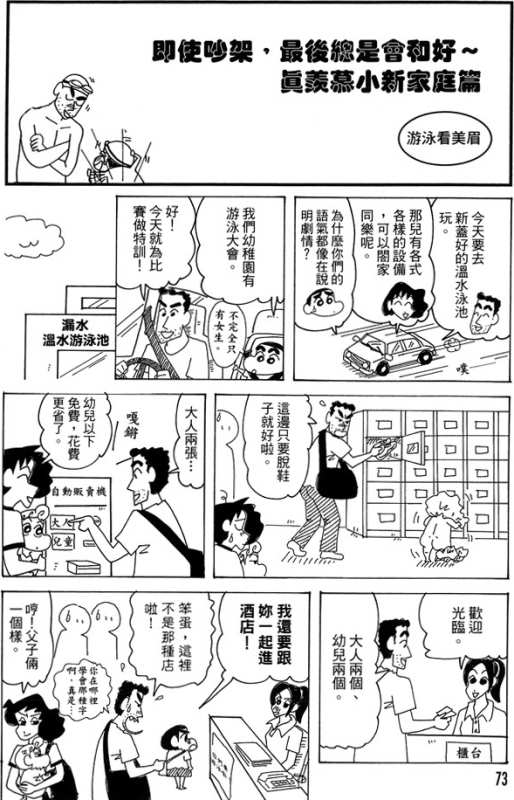 即使吵架，最後總是會和好～
真羨慕小新家庭篇
游泳看美眉
今天要去
新蓋好的溫水泳池
玩。
那兒有各式
各樣的設備
，可以闔家
同樂呢。
為什麼你們的
語氣都像在說
明劇情？
噗
我們幼稚園有
游泳大會。
不完全只
有女生。
好！
今天就為比
賽做特訓！
漏水
溫水游泳池
這邊只要脫鞋
子就好啦。
大人兩張…
嘎鏘
幼兒以下
免費，花費
更省了。
自動販賣機
大人
兒童
歡迎
光臨。
大人兩個、
幼兒兩個。
櫃台
我還要跟
妳一起進
酒店！
笨蛋，這裡
不是那種店
啦！
你在哪裡
學會那種字
啊。真是…
哼！父子倆
一個樣。
73